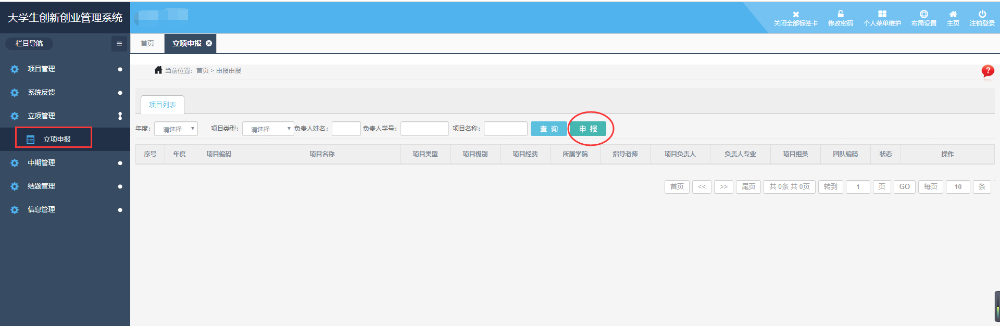 大学生创新创业管理系统
关闭全部标签卡 修改密码 个人菜单维护 布局设置 主页 注销登录
栏目导航
首页 立项申报
项目管理
系统反馈
立项管理
立项申报
中期管理
结题管理
信息管理
当前位置：首页 > 申报申报
?
项目列表
年度： 请选择 项目类型： 请选择 负责人姓名： 负责人学号： 项目名称： 查 询 申 报
序号 年度 项目编码 项目名称 项目类型 项目级别 项目经费 所属学院 指导老师 项目负责人 负责人专业 项目组员 团队编码 状态 操作
首页 << >> 尾页 共 0条 共 0页 转到 1 页 GO 每页 10 条